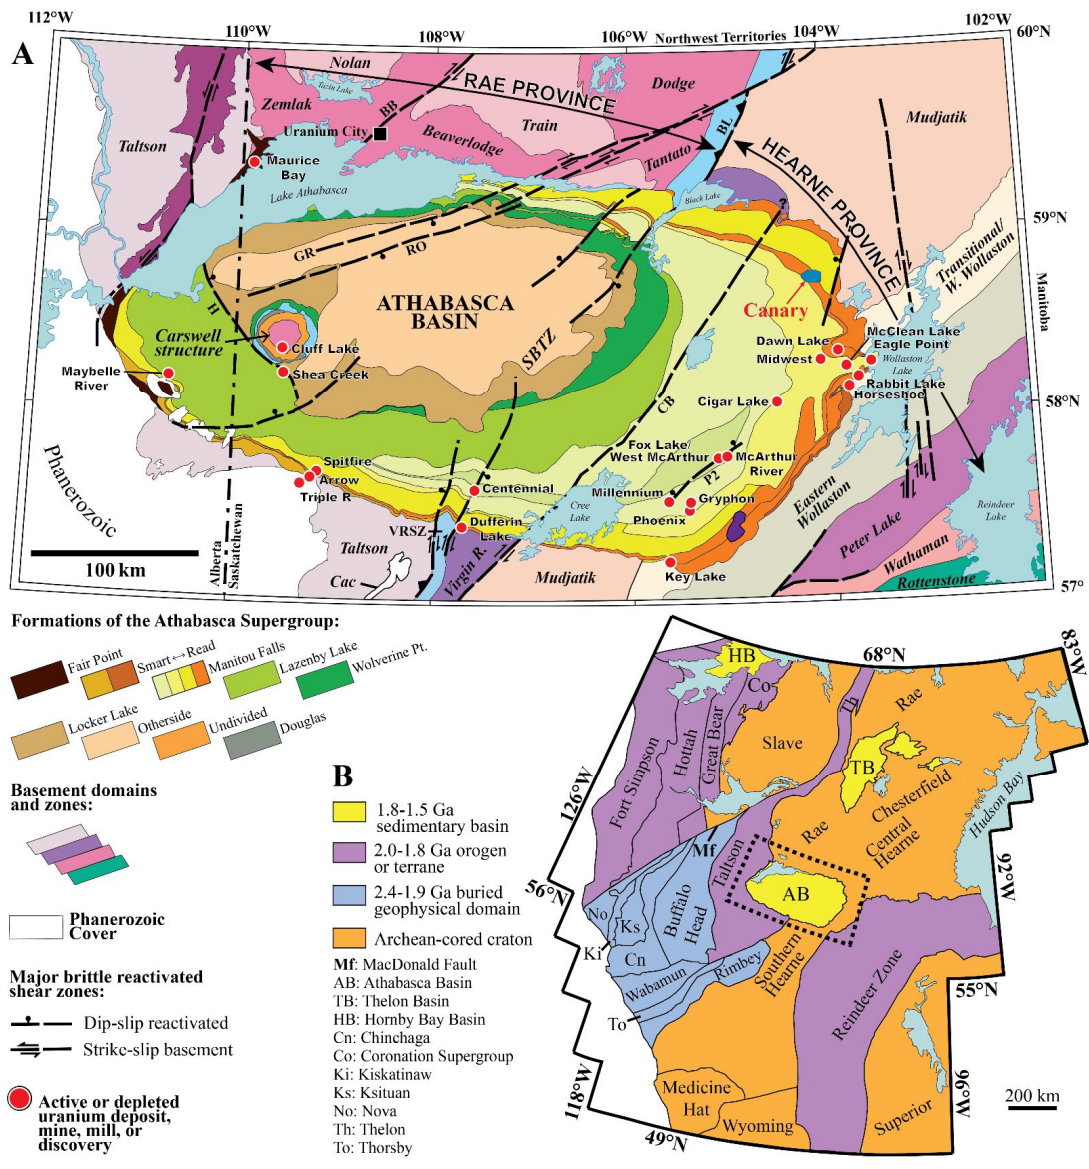 112°W
110°W
108°W
106°W
Northwest Territories
104°W
102°W
60°N
A
Nolan
Tazin Lake
Zemlak
BB
RAE PROVINCE
Dodge
Uranium City
Train
BL
Mudjatik
Taltson
Beaverlodge
Maurice
Bay
Tantato
HEARNE PROVINCE
Lake Athabasca
Black Lake
?
59°N
GR
RO
Transitional/
W. Wollaston
Manitoba
H
ATHABASCA
BASIN
Canary
Carswell
structure
SBTZ
McClean Lake
Eagle Point
Dawn Lake
Cluff Lake
Midwest
Wollaston
Lake
Maybelle
River
Shea Creek
Rabbit Lake
Horseshoe
CB
Cigar Lake
58°N
Phanerozoic
Fox Lake/
West McArthur
McArthur
River
Spitfire
Arrow
Triple R
P2
Centennial
Millennium
Gryphon
Eastern
Wollaston
Cree
Lake
Phoenix
Reindeer
Lake
VRSZ
Dufferin
Lake
Peter Lake
100 km
Alberta
Saskatchewan
Taltson
Cac
Virgin R.
Mudjatik
Key Lake
Wathaman
Rottenstone
57°
Formations of the Athabasca Supergroup:
Fair Point
Smart ↔ Read
Manitou Falls
Lazenby Lake
Wolverine Pt.
Locker Lake
Otherside
Undivided
Douglas
Basement domains
and zones:
Phanerozoic
Cover
Major brittle reactivated
shear zones:
Dip-slip reactivated
Strike-slip basement
Active or depleted
uranium deposit,
mine, mill, or
discovery
B
1.8-1.5 Ga
sedimentary basin
2.0-1.8 Ga orogen
or terrane
2.4-1.9 Ga buried
geophysical domain
Archean-cored craton
Mf: MacDonald Fault
AB: Athabasca Basin
TB: Thelon Basin
HB: Hornby Bay Basin
Cn: Chinchaga
Co: Coronation Supergroup
Ki: Kiskatinaw
Ks: Ksituan
No: Nova
Th: Thelon
To: Thorsby
68°N
83°W
HB
Co
Th
Rae
Hottah
Great Bear
Slave
Fort Simpson
TB
126°W
Chesterfield
Hudson Bay
Rae
Central
Hearne
Mf
Taltson
92°W
56°N
AB
No
Ks
Buffalo
Head
Ki
Cn
Wabamun
Rimbey
Southern
Hearne
Reindeer Zone
55°N
To
118°W
Medicine
Hat
Wyoming
Superior
96°W
200 km
49°N